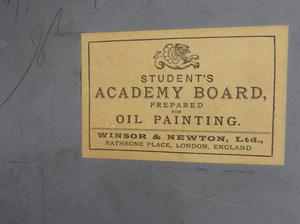 STUDENT'S
ACADEMY BOARD,
PREPARED
FOR
OIL PAINTING.
WINSOR & NEWTON, Ltd.,
RATHBONE PLACE, LONDON, ENGLAND